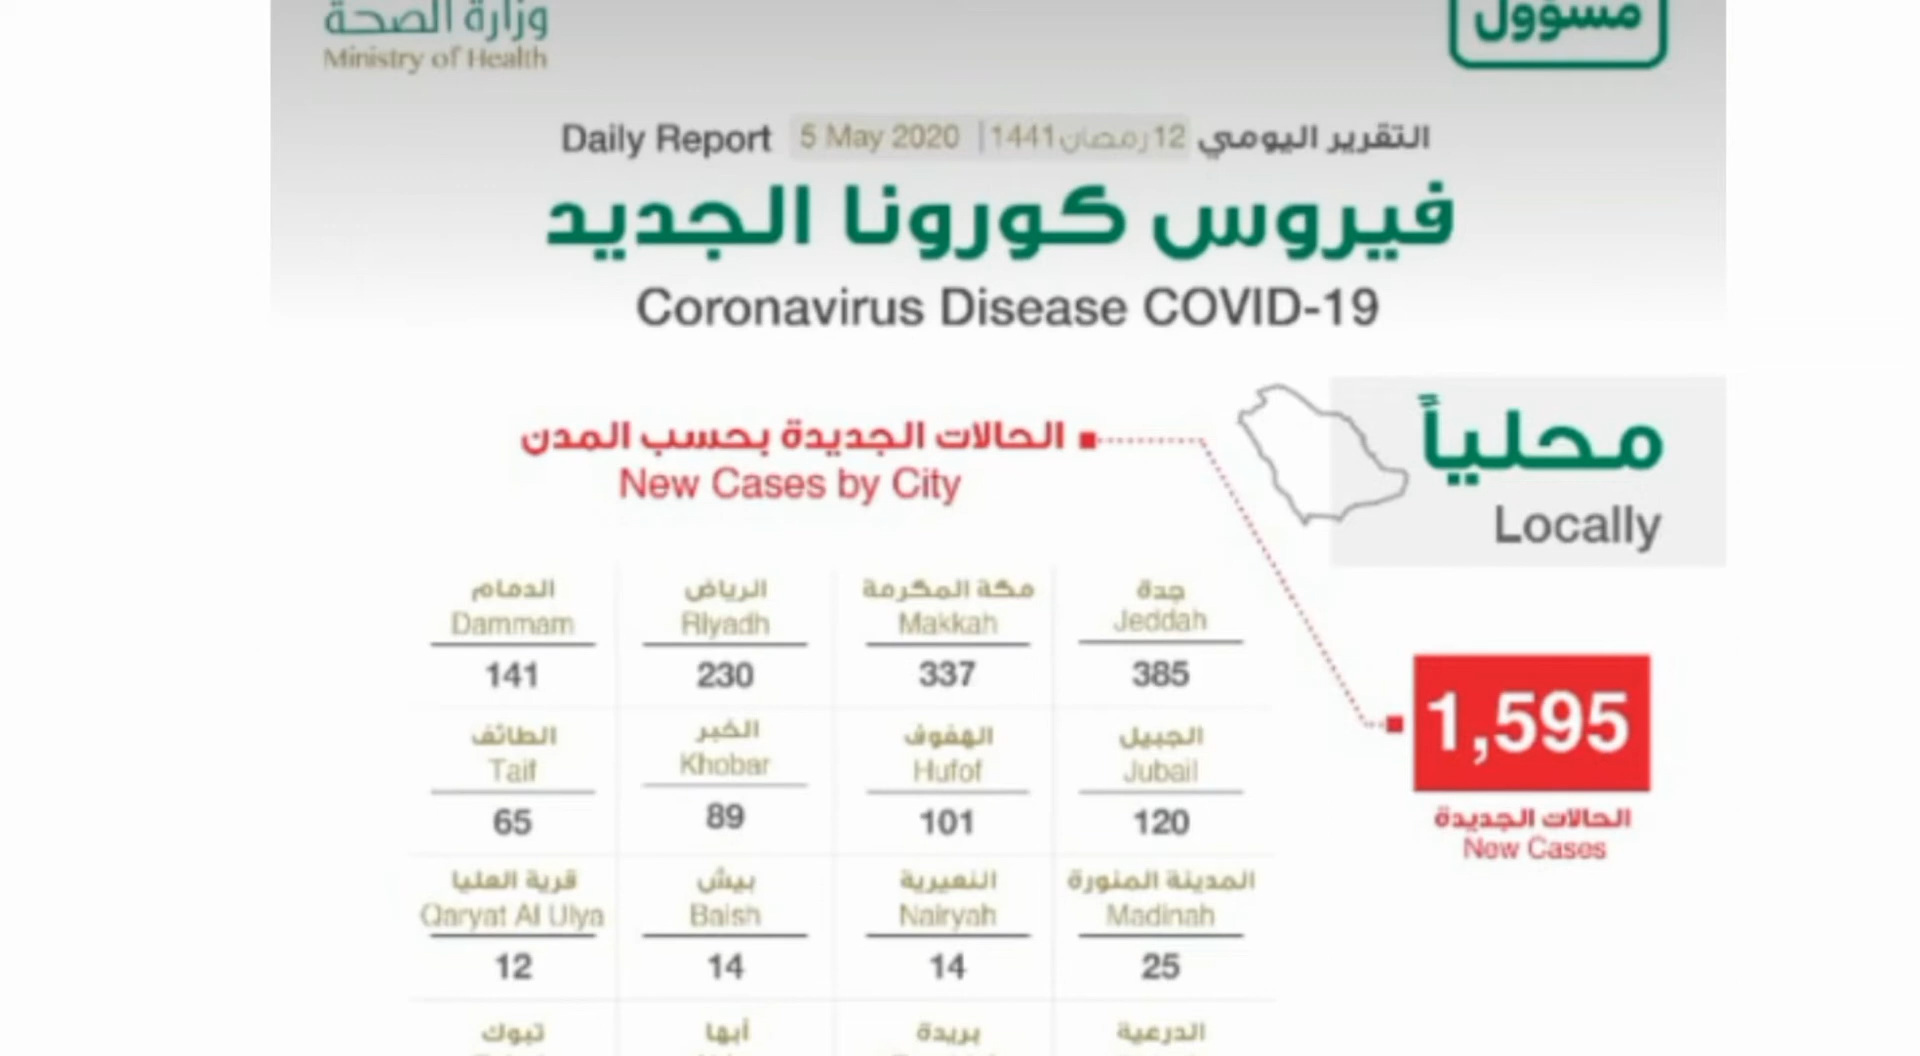 وزارة الصحة
Ministry of Health
مسؤول
Daily Report 5 May 2020 | 12 رمضان 1441 التقرير اليومي
فيروس كورونا الجديد
Coronavirus Disease COVID-19
محلياً
Locally
الحالات الجديدة بحسب المدن
New Cases by City
1,595
الحالات الجديدة
New Cases
الدمام الرياض مكة المكرمة جدة
Dammam Riyadh Makkah Jeddah
141 230 337 385
الطائف الخبر الهفوف الجبيل
Taif Khobar Hufof Jubail
65 89 101 120
قرية العليا بيش النعيرية المدينة المنورة
Qaryat Al Ulya Baish Nairyah Madinah
12 14 14 25
تبوك أبها بريدة الدرعية